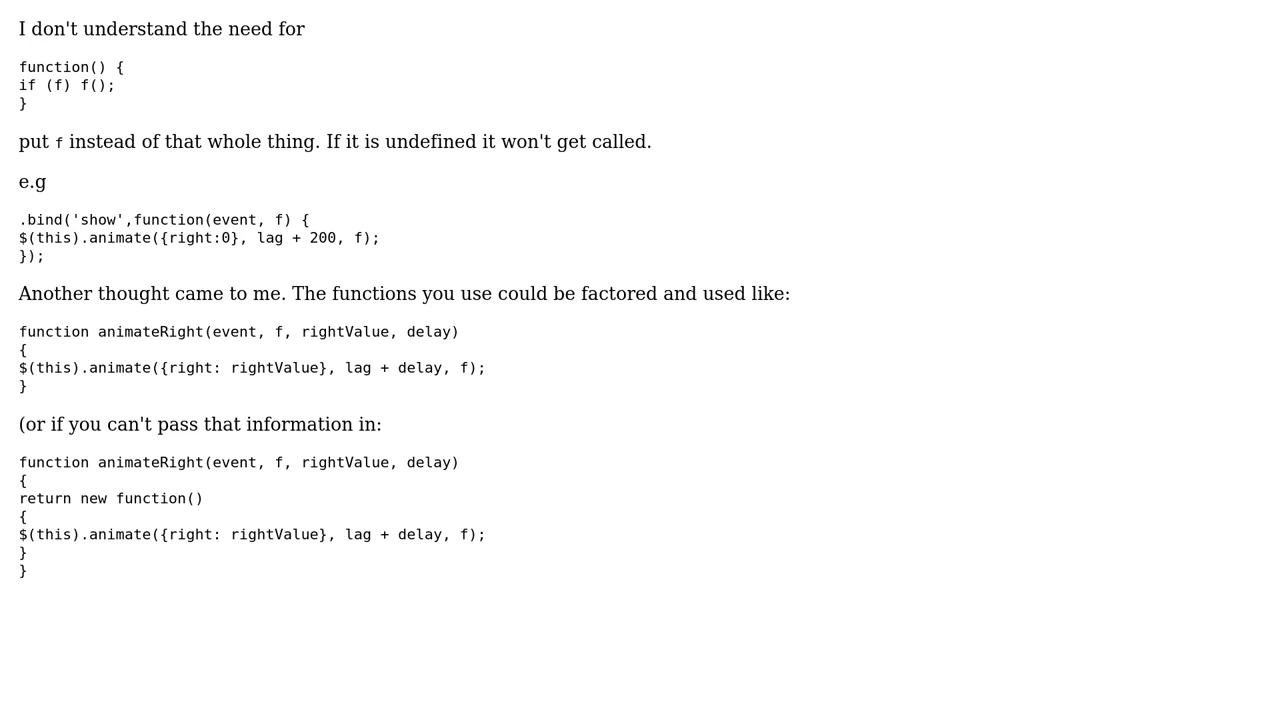 I don't understand the need for
function() {
if (f) f();
}
put f instead of that whole thing. If it is undefined it won't get called.
e.g
.bind('show',function(event, f) {
$(this).animate({right:0}, lag + 200, f);
});
Another thought came to me. The functions you use could be factored and used like:
function animateRight(event, f, rightValue, delay)
{
$(this).animate({right: rightValue}, lag + delay, f);
}
(or if you can't pass that information in:
function animateRight(event, f, rightValue, delay)
{
return new function()
{
$(this).animate({right: rightValue}, lag + delay, f);
}
}